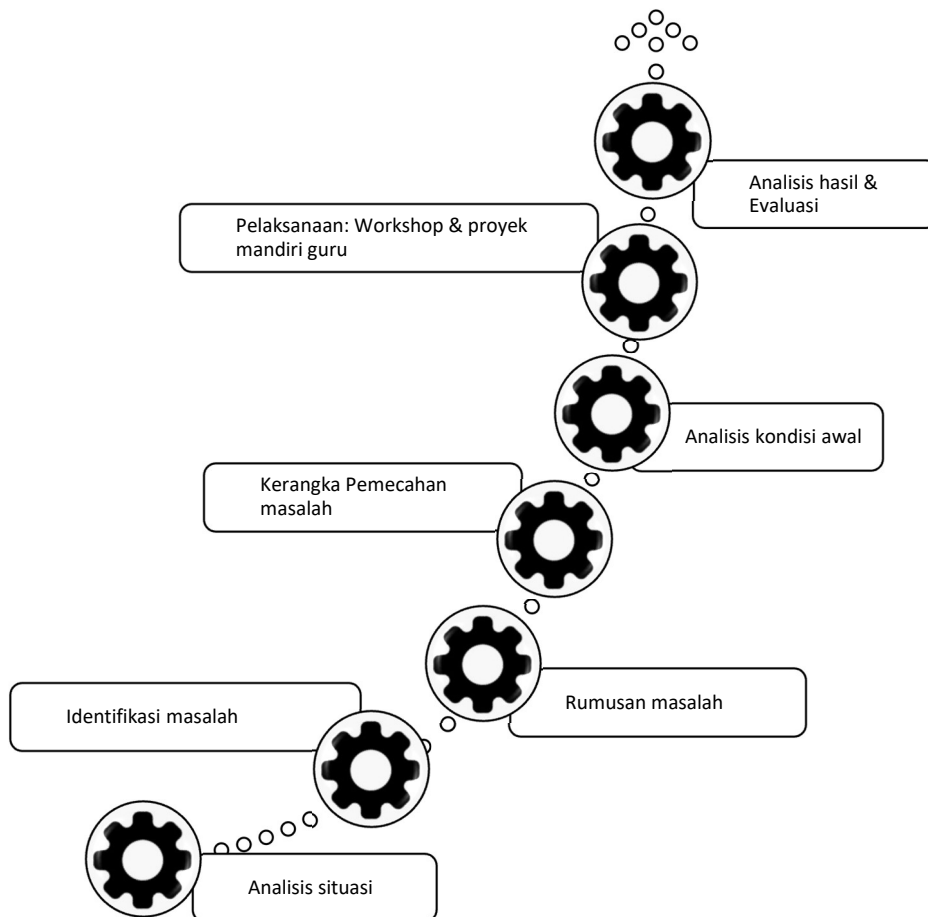 Analisis hasil &
Evaluasi
Pelaksanaan: Workshop & proyek
mandiri guru
Analisis kondisi awal
Kerangka Pemecahan
masalah
Rumusan masalah
Identifikasi masalah
Analisis situasi